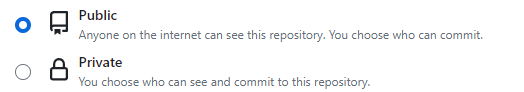 Public
Anyone on the internet can see this repository. You choose who can commit.
Private
You choose who can see and commit to this repository.